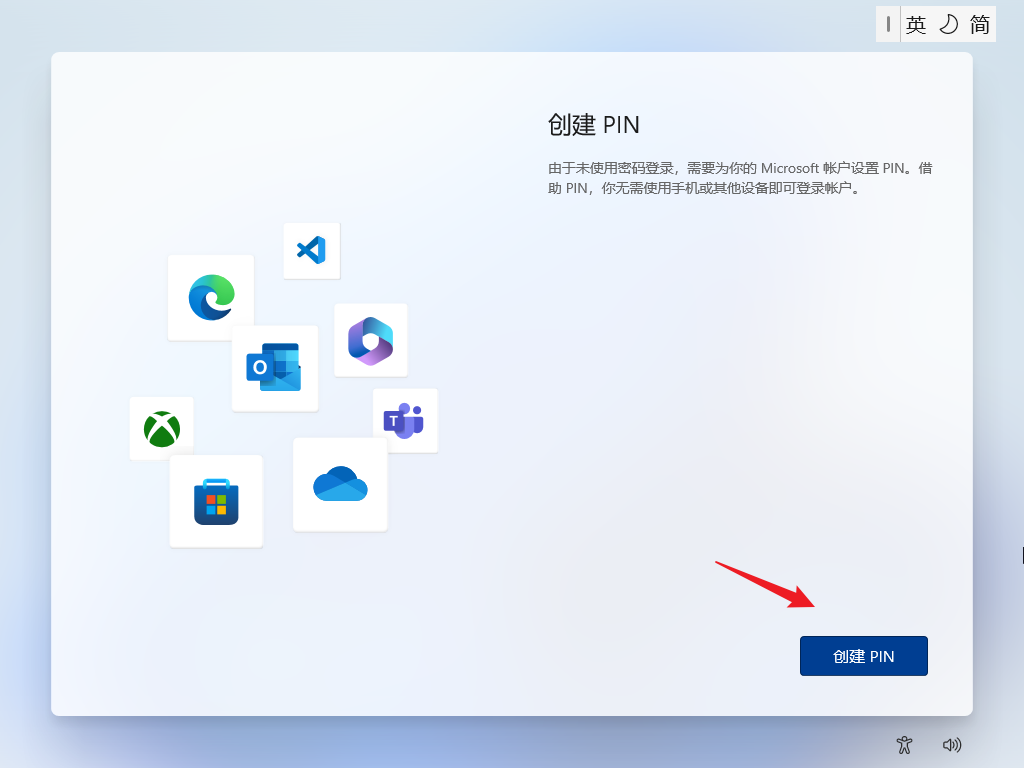 英 简
创建 PIN
由于未使用密码登录，需要为你的 Microsoft 帐户设置 PIN。借
助 PIN，你无需使用手机或其他设备即可登录帐户。
O
T
创建 PIN